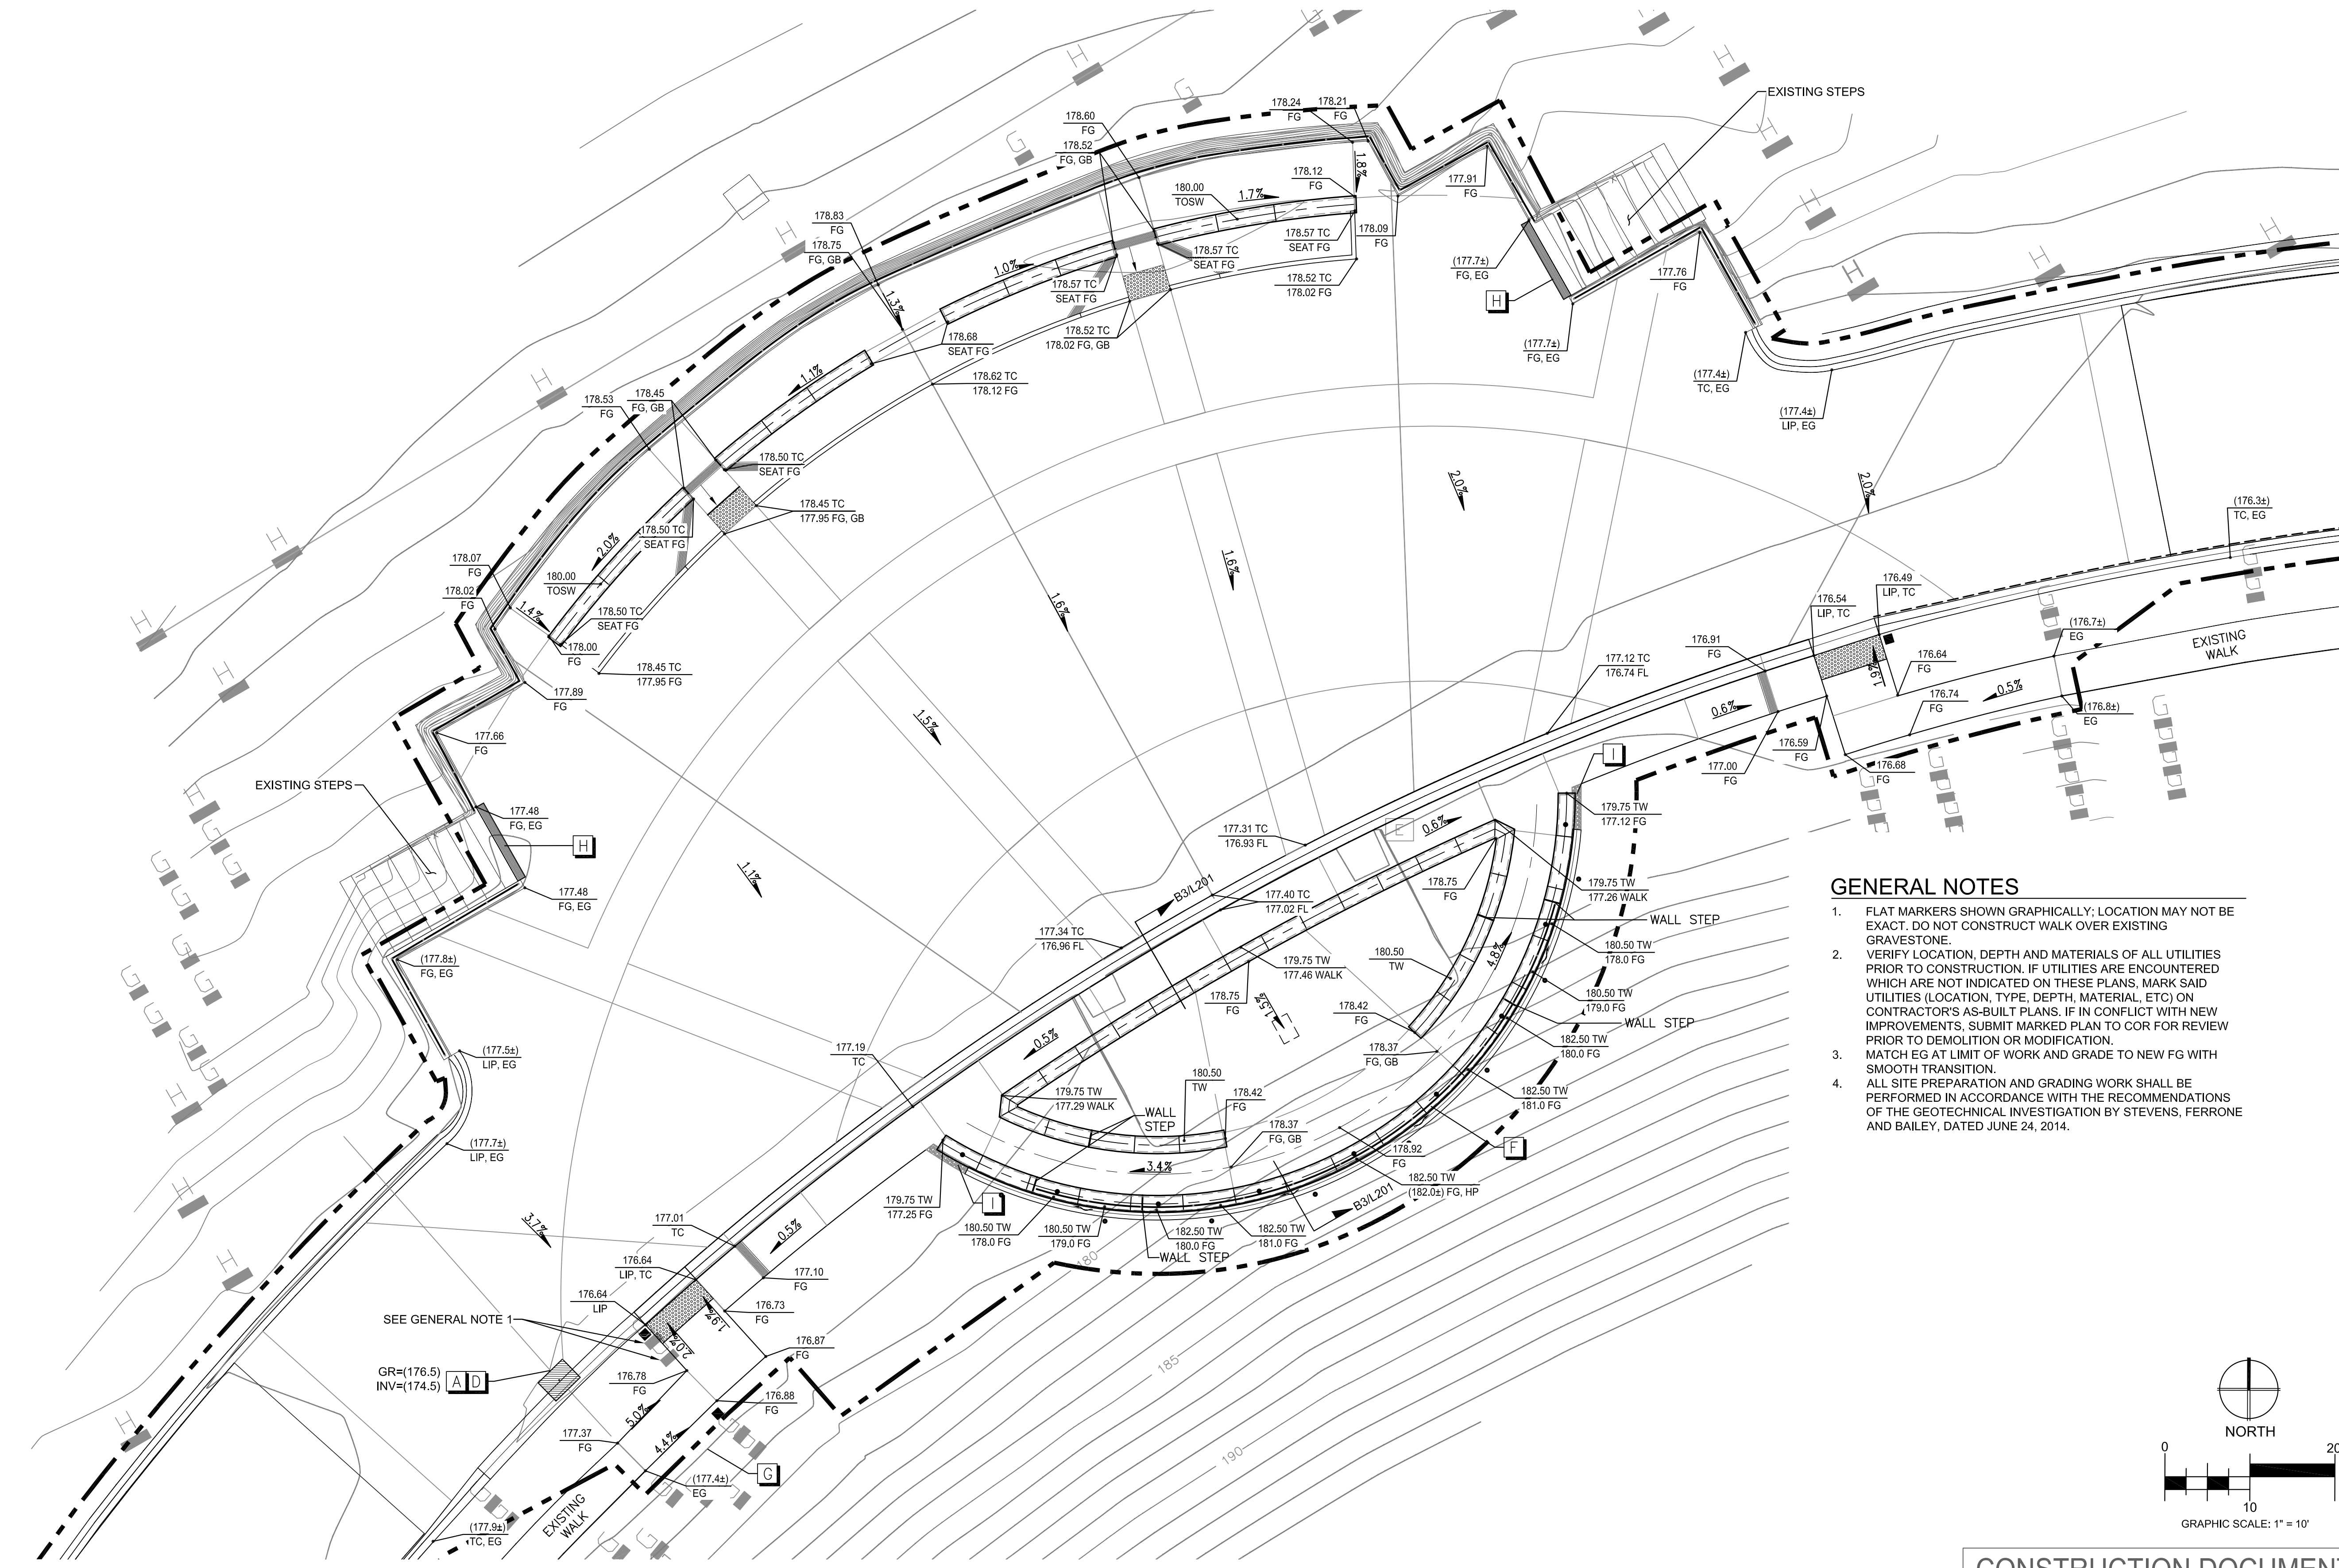 178.24
FG
178.21
FG
EXISTING STEPS
178.60
FG
178.52
FG, GB
1.8%
178.12
FG
180.00
TOSW
1.7%
177.91
FG
178.83
FG
178.75
FG, GB
178.57 TC
SEAT FG
178.09
FG
178.57 TC
SEAT FG
1.0%
178.57 TC
SEAT FG
178.52 TC
178.02 FG
(177.7±)
FG, EG
177.76
FG
H
1.3%
178.52 TC
178.02 FG, GB
178.68
SEAT FG
(177.7±)
FG, EG
(177.4±)
TC, EG
178.62 TC
178.12 FG
1.1%
178.53
FG
178.45
FG, GB
(177.4±)
LIP, EG
178.50 TC
SEAT FG
2.0%
2.0%
178.45 TC
177.95 FG, GB
(176.3±)
TC, EG
178.50 TC
SEAT FG
2.0%
178.07
FG
180.00
TOSW
1.6%
178.02
FG
1.4%
178.50 TC
SEAT FG
1.6%
176.54
LIP, TC
176.49
LIP, TC
178.00
FG
178.45 TC
177.95 FG
176.91
FG
(176.7±)
EG
EXISTING
WALK
177.12 TC
176.74 FL
176.64
FG
1.9%
177.89
FG
0.5%
176.74
FG
(176.8±)
EG
0.6%
1.5%
177.66
FG
176.59
FG
177.00
FG
176.68
FG
I
EXISTING STEPS
177.48
FG, EG
H
179.75 TW
177.12 FG
177.31 TC
176.93 FL
E
0.6%
1.1%
177.48
FG, EG
B3/L201
177.40 TC
177.02 FL
178.75
FG
179.75 TW
177.26 WALK
WALL STEP
GENERAL NOTES
1. FLAT MARKERS SHOWN GRAPHICALLY; LOCATION MAY NOT BE
EXACT. DO NOT CONSTRUCT WALK OVER EXISTING
GRAVESTONE.
2. VERIFY LOCATION, DEPTH AND MATERIALS OF ALL UTILITIES
PRIOR TO CONSTRUCTION. IF UTILITIES ARE ENCOUNTERED
WHICH ARE NOT INDICATED ON THESE PLANS, MARK SAID
UTILITIES (LOCATION, TYPE, DEPTH, MATERIAL, ETC) ON
CONTRACTOR'S AS-BUILT PLANS. IF IN CONFLICT WITH NEW
IMPROVEMENTS, SUBMIT MARKED PLAN TO COR FOR REVIEW
PRIOR TO DEMOLITION OR MODIFICATION.
3. MATCH EG AT LIMIT OF WORK AND GRADE TO NEW FG WITH
SMOOTH TRANSITION.
4. ALL SITE PREPARATION AND GRADING WORK SHALL BE
PERFORMED IN ACCORDANCE WITH THE RECOMMENDATIONS
OF THE GEOTECHNICAL INVESTIGATION BY STEVENS, FERRONE
AND BAILEY, DATED JUNE 24, 2014.
177.34 TC
176.96 FL
180.50 TW
178.0 FG
(177.8±)
FG, EG
179.75 TW
177.46 WALK
180.50
TW
4.8%
178.75
FG
1.5%
180.50 TW
179.0 FG
178.42
FG
WALL STEP
0.5%
182.50 TW
180.0 FG
177.19
TC
(177.5±)
LIP, EG
178.37
FG, GB
180.50
TW
178.42
FG
182.50 TW
181.0 FG
179.75 TW
177.29 WALK
WALL
STEP
178.37
FG, GB
(177.7±)
LIP, EG
178.92
FG
F
3.4%
182.50 TW
(182.0±) FG, HP
I
B3/L201
179.75 TW
177.25 FG
3.7%
177.01
TC
0.5%
180.50 TW
178.0 FG
180.50 TW
179.0 FG
182.50 TW
180.0 FG
182.50 TW
181.0 FG
WALL STEP
180
176.64
LIP, TC
177.10
FG
176.64
LIP
176.73
FG
1.9%
SEE GENERAL NOTE 1
2.0%
176.87
FG
185
GR=(176.5)
INV=(174.5)
A D
176.78
FG
176.88
FG
5.0%
177.37
FG
4.4%
190
G
(177.4±)
EG
EXISTING
WALK
(177.9±)
TC, EG
NORTH
0 20
10
GRAPHIC SCALE: 1" = 10'
CONSTRUCTION DOCUMENT